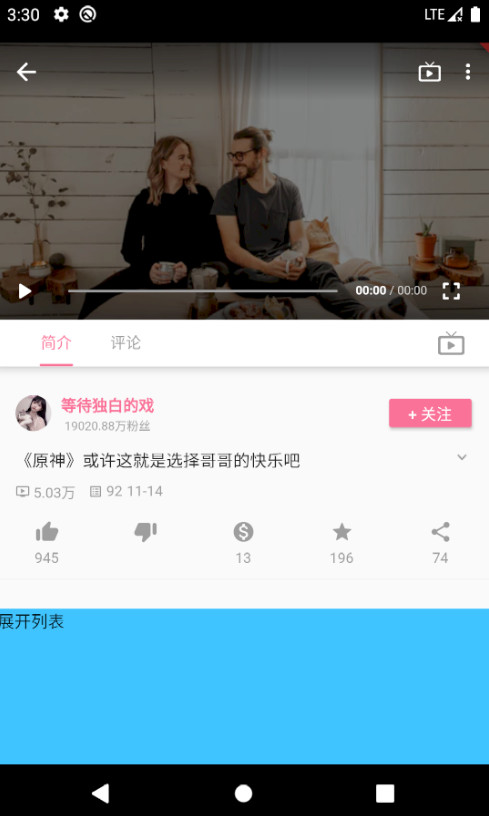 3:30 LTE
00:00 / 00:00
简介 评论
等待独白的戏
19020.88万粉丝
+ 关注
《原神》或许这就是选择哥哥的快乐吧
5.03万 92 11-14
945 13 196 74
展开列表